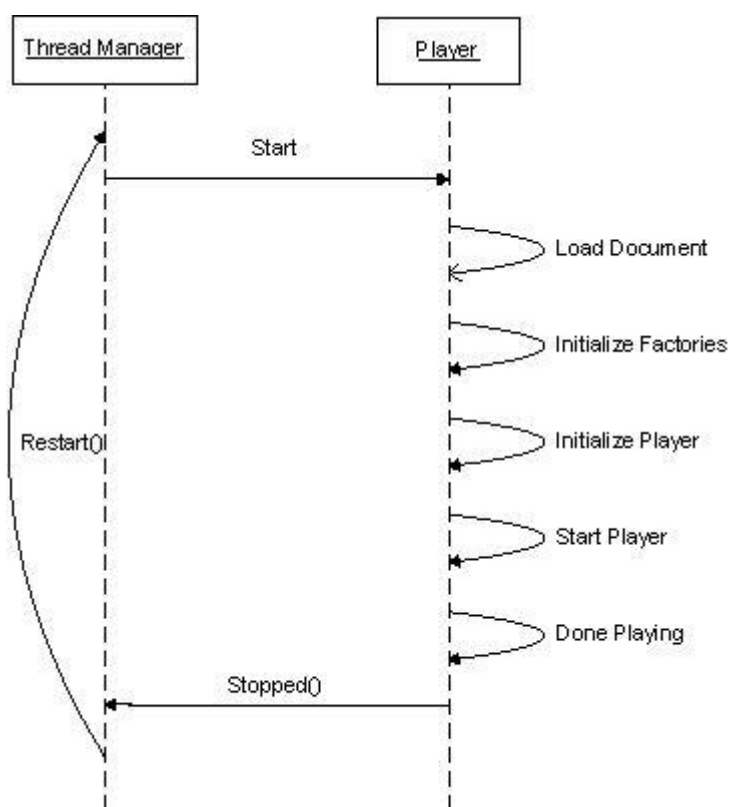 Thread Manager
Player
Start
Load Document
Initialize Factories
Initialize Player
Restart()
Start Player
Done Playing
Stopped()